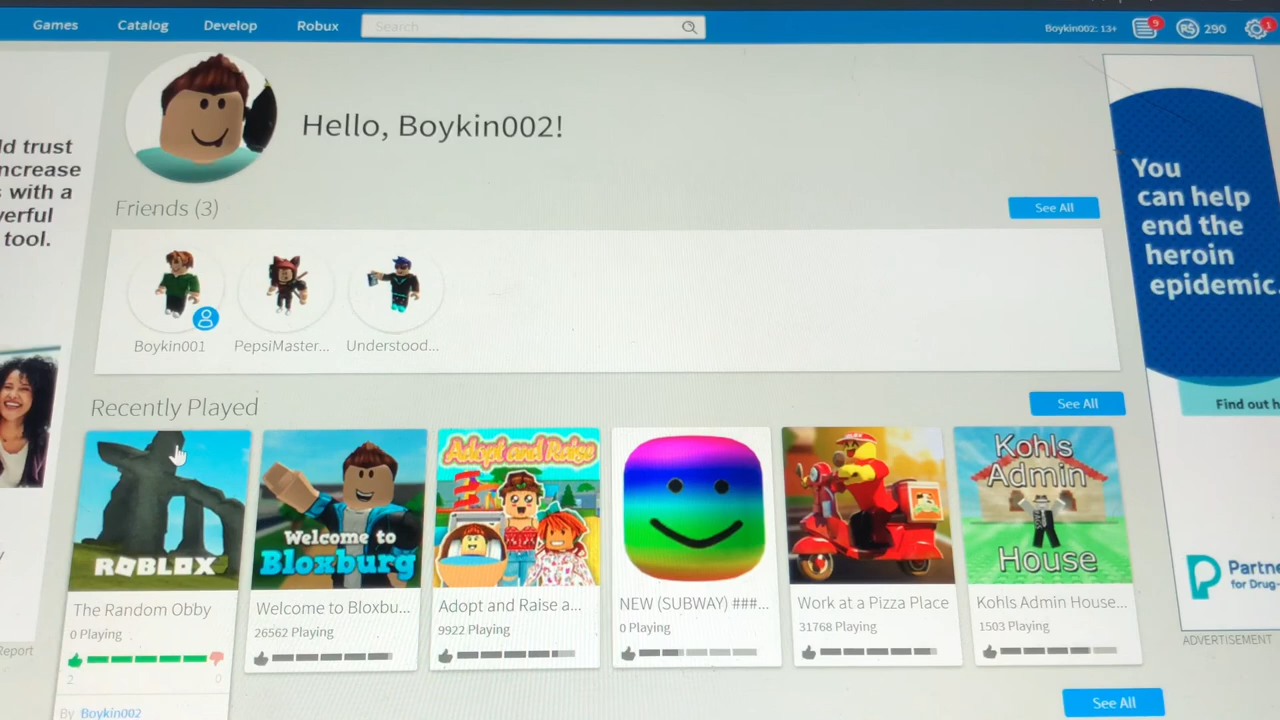 Games Catalog Develop Robux Search Boykin002: 13+ 9 R$ 290 1
Hello, Boykin002!
ld trust
ncrease
s with a
verful
tool.
Friends (3)
See All
Boykin001 PepsiMaster... Understood...
You
can help
end the
heroin
epidemic.
Find out h
Recently Played
See All
ROBLOX
Welcome to
Bloxburg
Adopt and Raise
Kohls
Admin
House
The Random Obby
0 Playing
2 0
By Boykin002
Welcome to Bloxbu...
26562 Playing
Adopt and Raise a...
9922 Playing
NEW (SUBWAY) ###...
0 Playing
Work at a Pizza Place
31768 Playing
Kohls Admin House...
1503 Playing
Partne
for Drug-
ADVERTISEMENT
Report
See All